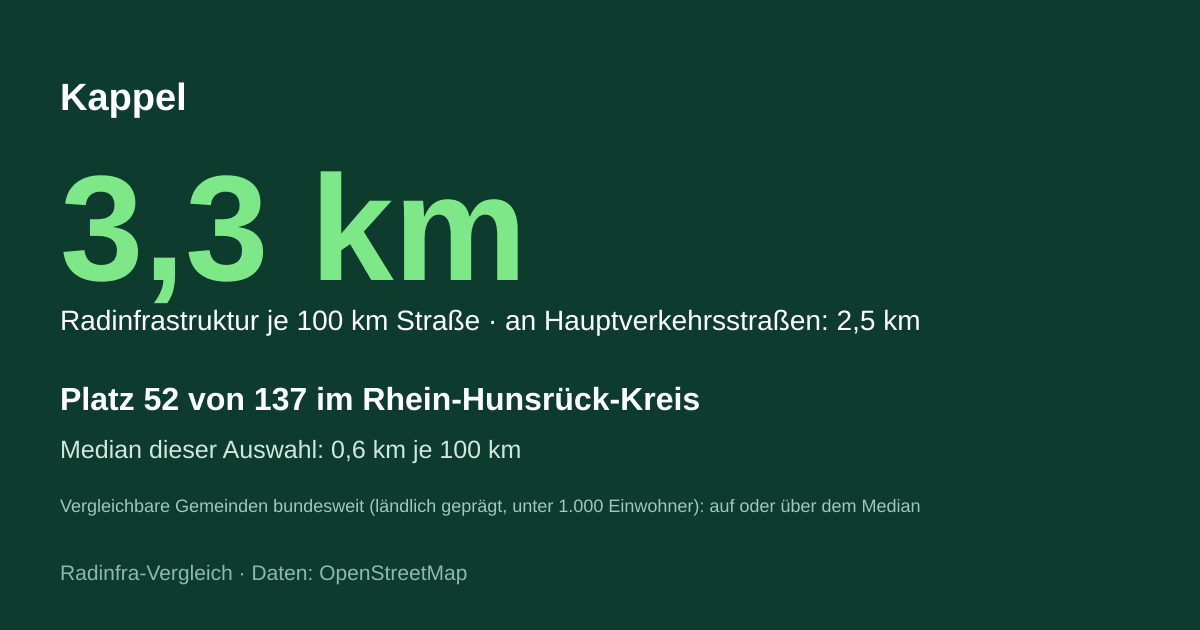 Kappel
3,3 km
Radinfrastruktur je 100 km Straße · an Hauptverkehrsstraßen: 2,5 km
Platz 52 von 137 im Rhein-Hunsrück-Kreis
Median dieser Auswahl: 0,6 km je 100 km
Vergleichbare Gemeinden bundesweit (ländlich geprägt, unter 1.000 Einwohner): auf oder über dem Median
Radinfra-Vergleich · Daten: OpenStreetMap